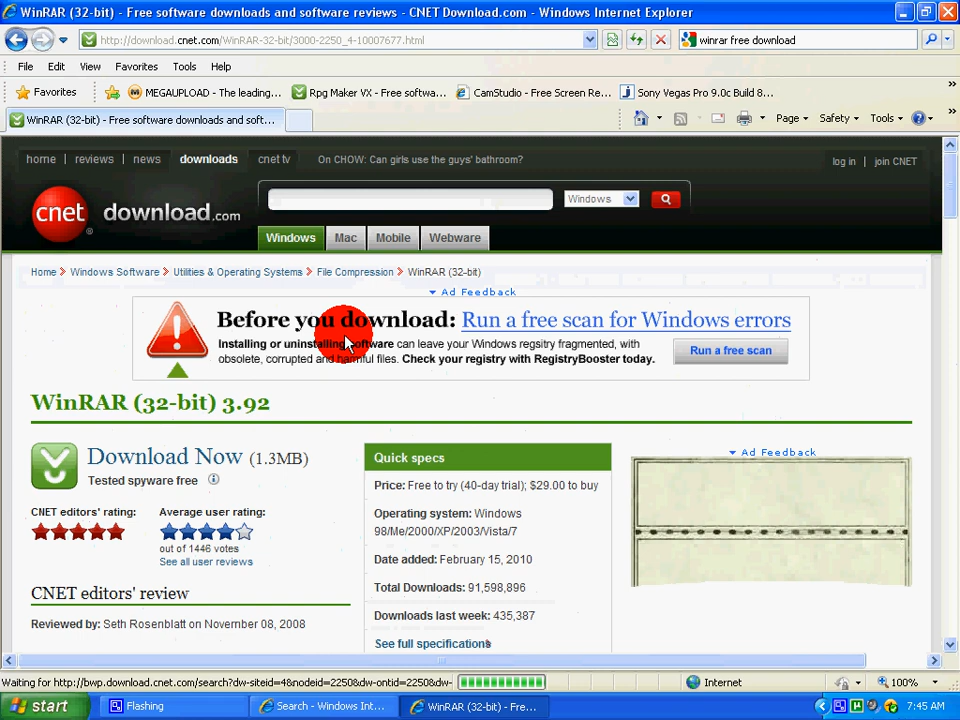 WinRAR (32-bit) - Free software downloads and software reviews - CNET Download.com - Windows Internet Explorer
http://download.cnet.com/WinRAR-32-bit/3000-2250_4-10007677.html
winrar free download
File Edit View Favorites Tools Help
Favorites MEGAUPLOAD - The leading... Rpg Maker VX - Free softwa... CamStudio - Free Screen Re... Sony Vegas Pro 9.0c Build 8... »
WinRAR (32-bit) - Free software downloads and soft... Page Safety Tools »
home | reviews | news downloads cnet tv On CHOW: Can girls use the guys' bathroom? log in | join CNET
cnet download.com Windows
Windows Mac Mobile Webware
Home > Windows Software > Utilities & Operating Systems > File Compression > WinRAR (32-bit)
Ad Feedback
Before you download: Run a free scan for Windows errors
Installing or uninstalling software can leave your Windows regsitry fragmented, with
obsolete, corrupted and harmful files. Check your registry with RegistryBooster today.
Run a free scan
WinRAR (32-bit) 3.92
Download Now (1.3MB)
Tested spyware free
CNET editors' rating:
Average user rating:
out of 1446 votes
See all user reviews
CNET editors' review
Reviewed by: Seth Rosenblatt on November 08, 2008
Quick specs
Price: Free to try (40-day trial); $29.00 to buy
Operating system: Windows
98/Me/2000/XP/2003/Vista/7
Date added: February 15, 2010
Total Downloads: 91,598,896
Downloads last week: 435,387
See full specifications
Ad Feedback
Waiting for http://bwp.download.cnet.com/search?dw-siteid=4&nodeid=2250&dw-ontid=2250&dw- Internet 100%
start Flashing Search - Windows Int... WinRAR (32-bit) - Fre... 7:45 AM